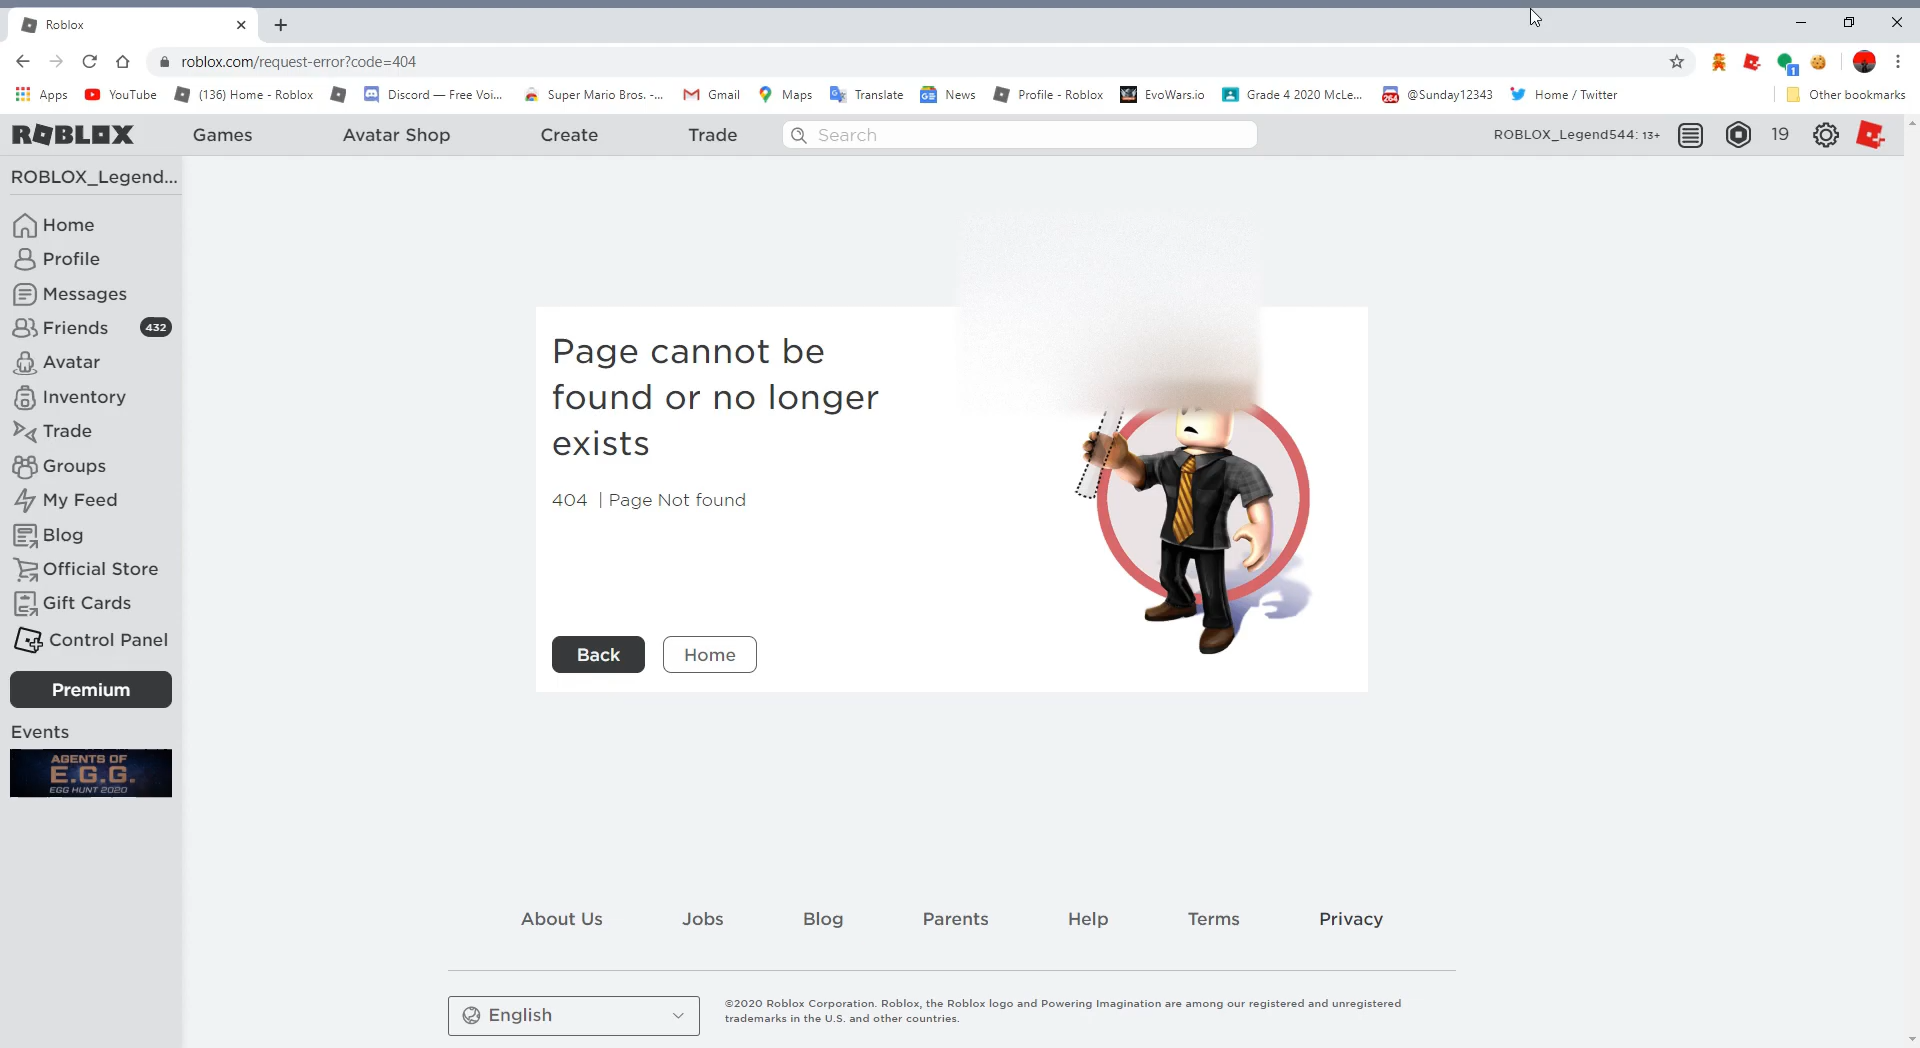 Roblox
roblox.com/request-error?code=404
Apps YouTube (136) Home - Roblox Discord — Free Voi... Super Mario Bros. -... Gmail Maps Translate News Profile - Roblox EvoWars.io Grade 4 2020 McLe... @Sunday12343 Home / Twitter Other bookmarks
ROBLOX Games Avatar Shop Create Trade Search ROBLOX_Legend544: 13+ 19
ROBLOX_Legend...
Home
Profile
Messages
Friends 432
Avatar
Inventory
Trade
Groups
My Feed
Blog
Official Store
Gift Cards
Control Panel
Premium
Events
AGENTS OF
E.G.G.
EGG HUNT 2020
Page cannot be
found or no longer
exists
404 | Page Not found
Back Home
About Us Jobs Blog Parents Help Terms Privacy
English
©2020 Roblox Corporation. Roblox, the Roblox logo and Powering Imagination are among our registered and unregistered
trademarks in the U.S. and other countries.